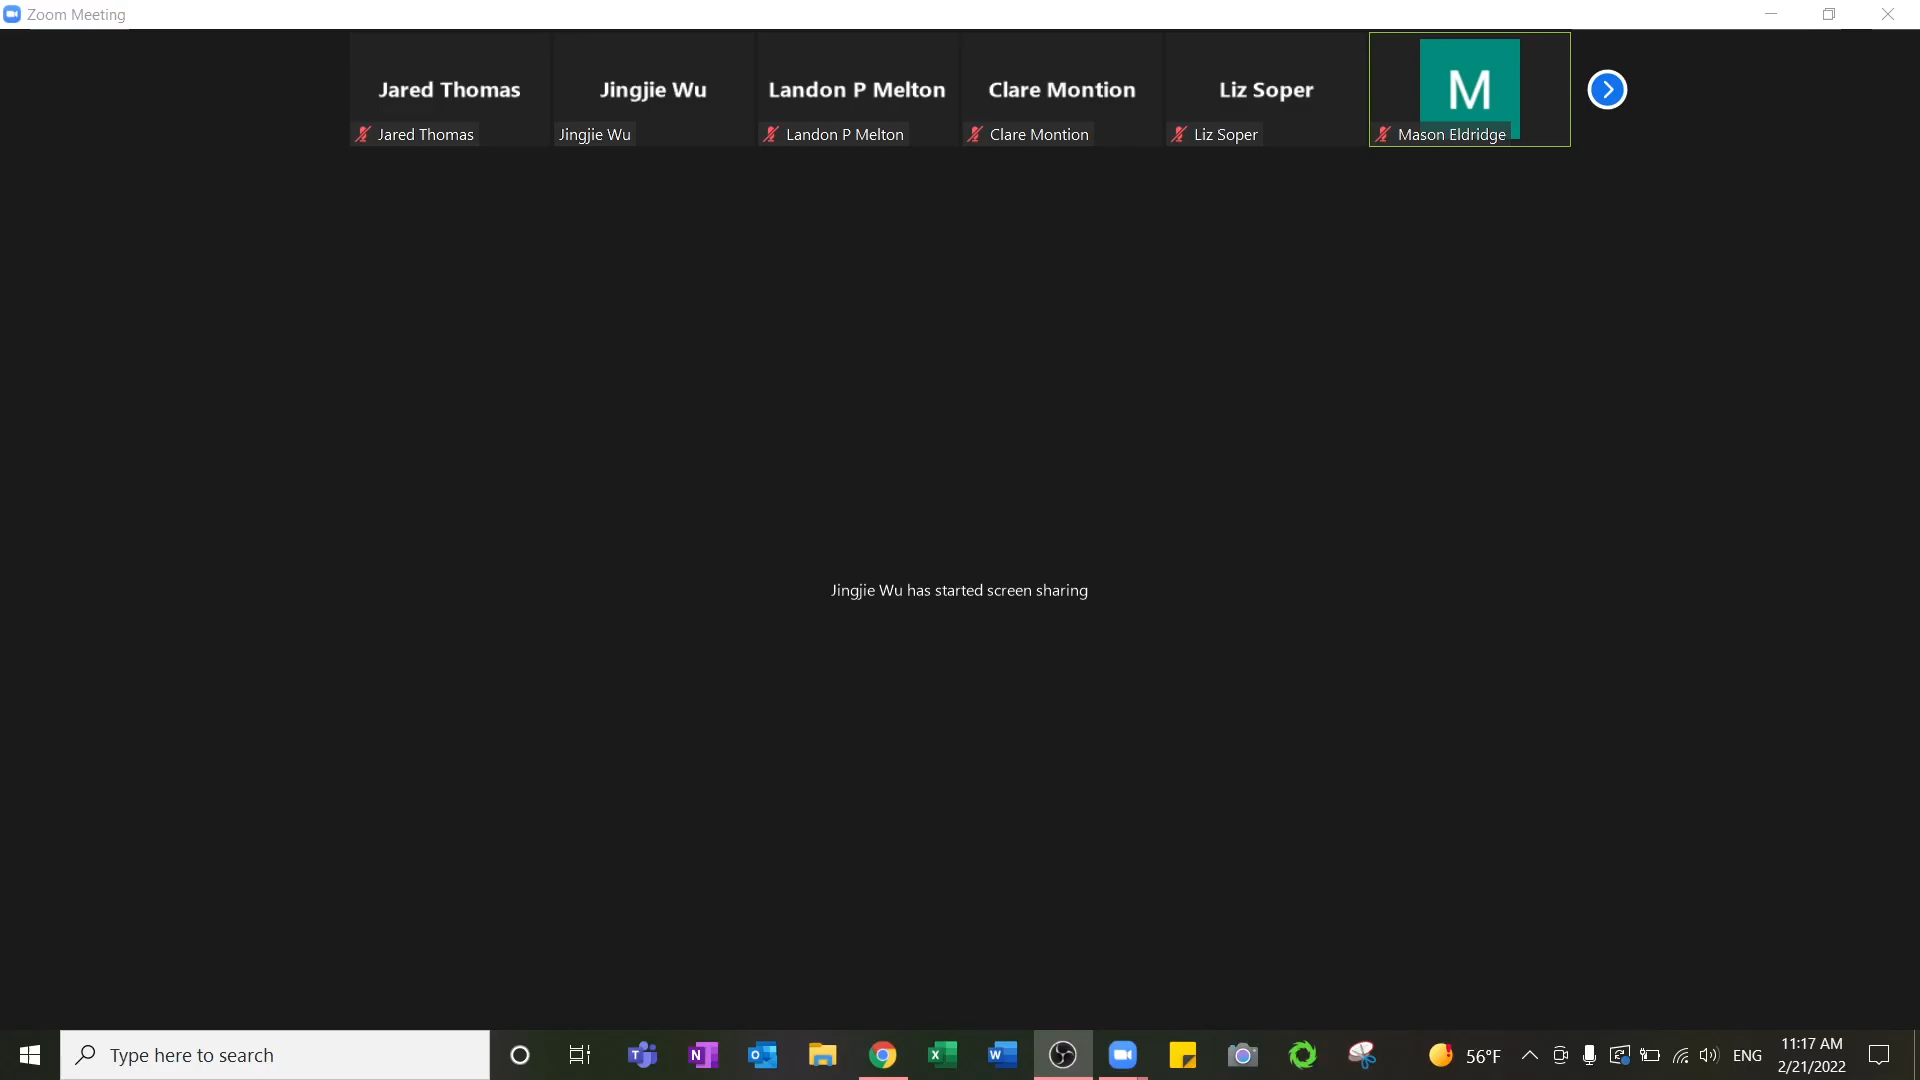 Zoom Meeting
Jared Thomas
Jingjie Wu
Landon P Melton
Clare Montion
Liz Soper
M
Jared Thomas
Jingjie Wu
Landon P Melton
Clare Montion
Liz Soper
Mason Eldridge
Jingjie Wu has started screen sharing
Type here to search
56°F
ENG
11:17 AM
2/21/2022